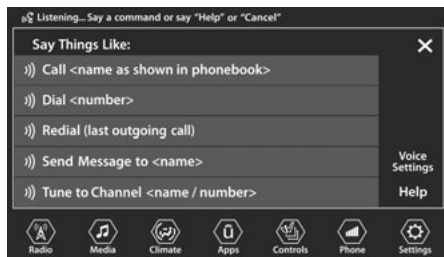 Listening...Say a command or say "Help" or "Cancel"
Say Things Like:
Call <name as shown in phonebook>
Dial <number>
Redial (last outgoing call)
Send Message to <name>
Voice
Settings
Tune to Channel <name / number>
Help
Radio
Media
Climate
ū
Apps
Controls
Phone
Settings